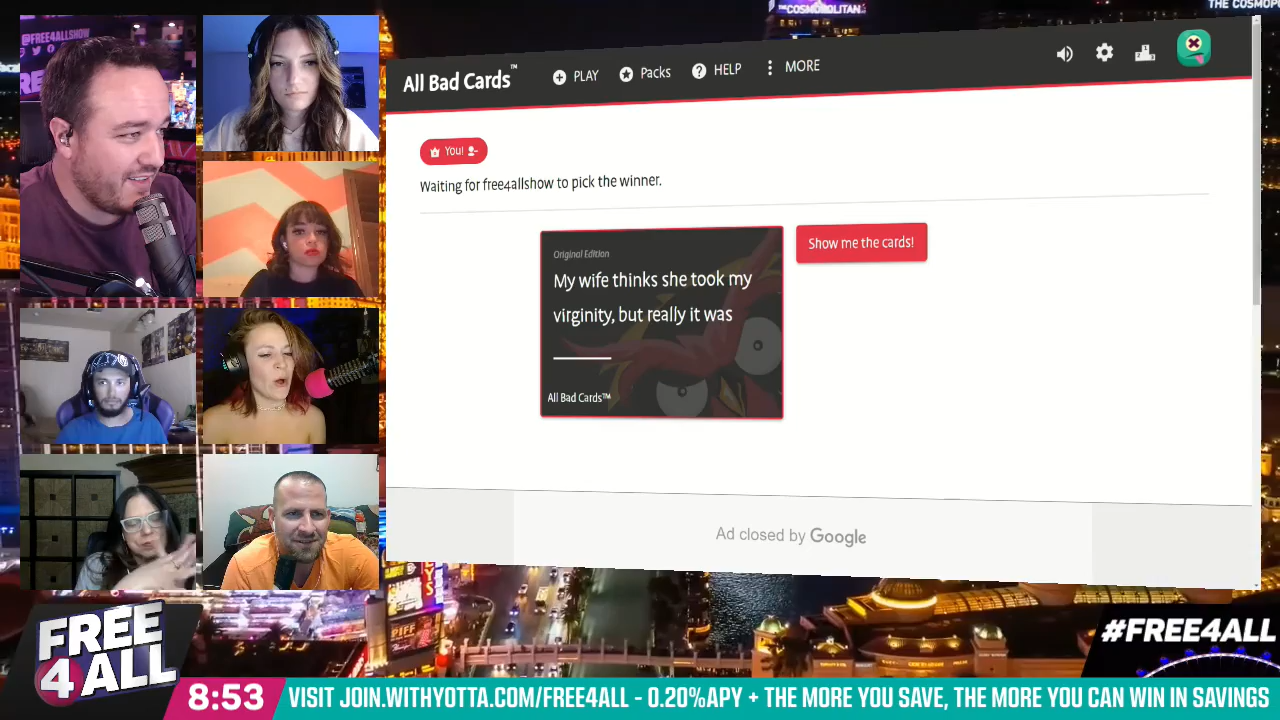 @FREE4ALLSHOW
THE COSMOPOLITAN
THE COSMOPO
All Bad Cards™
PLAY
Packs
HELP
MORE
You!
Waiting for free4allshow to pick the winner.
Original Edition
My wife thinks she took my
virginity, but really it was
All Bad Cards™
Show me the cards!
Ad closed by Google
FREE
4 ALL
#FREE4ALL
8:53
VISIT JOIN.WITHYOTTA.COM/FREE4ALL - 0.20%APY + THE MORE YOU SAVE, THE MORE YOU CAN WIN IN SAVINGS